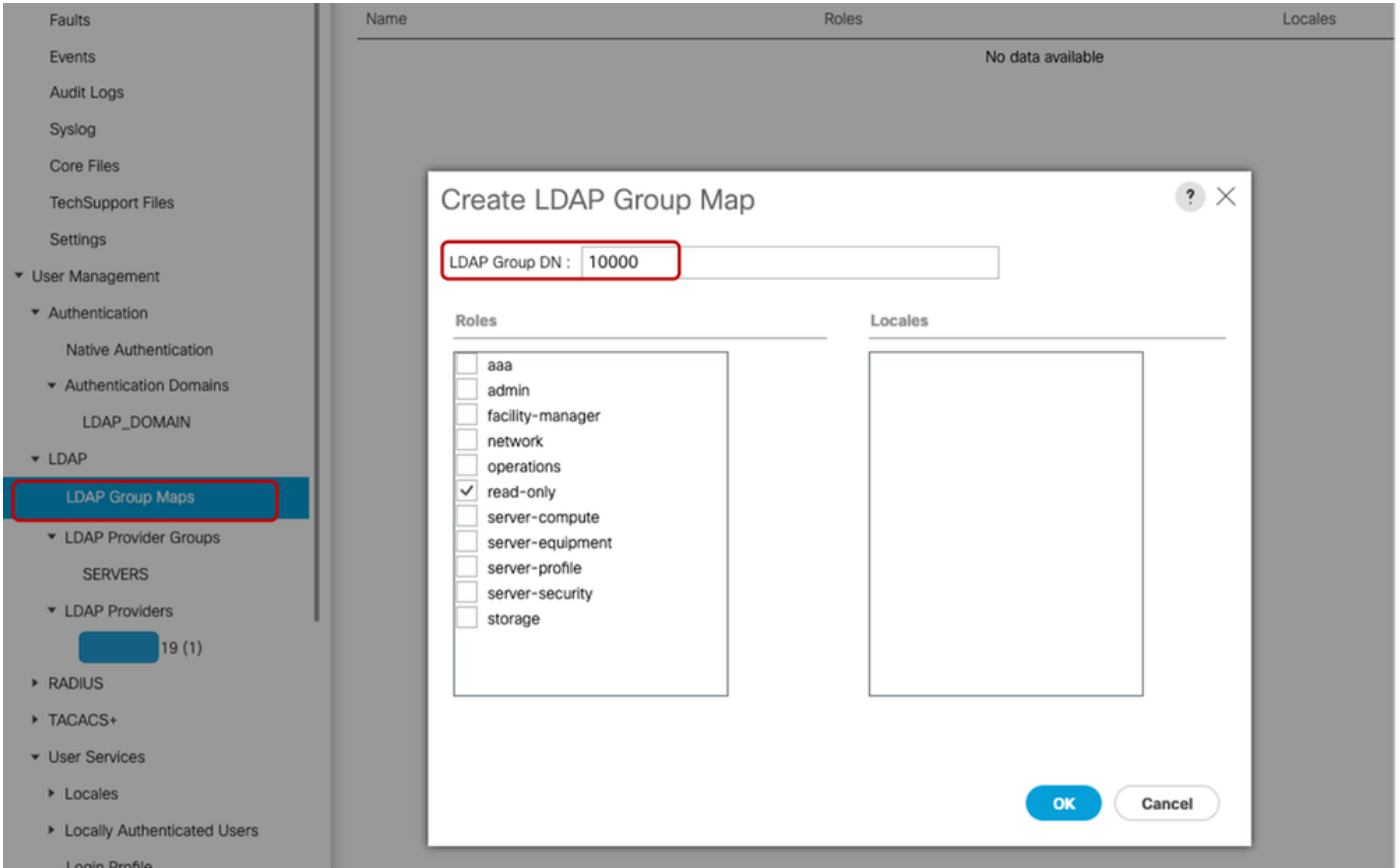 Faults
Events
Audit Logs
Syslog
Core Files
TechSupport Files
Settings
User Management
Authentication
Native Authentication
Authentication Domains
LDAP_DOMAIN
LDAP
LDAP Group Maps
LDAP Provider Groups
SERVERS
LDAP Providers
19 (1)
RADIUS
TACACS+
User Services
Locales
Locally Authenticated Users
Login Profile
Name Roles Locales
No data available
Create LDAP Group Map ?
LDAP Group DN : 10000
Roles
aaa
admin
facility-manager
network
operations
read-only
server-compute
server-equipment
server-profile
server-security
storage
Locales
OK Cancel